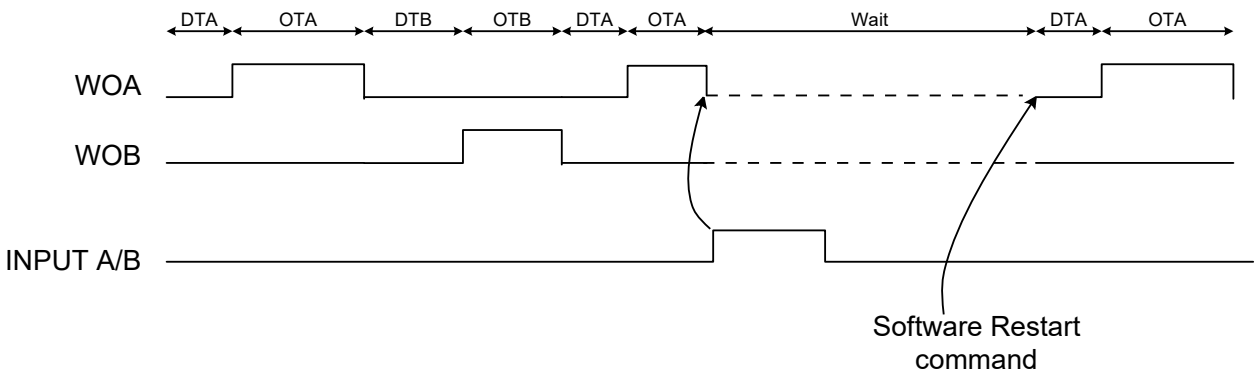 DTA OTA DTB OTB DTA OTA Wait DTA OTA
WOA
WOB
INPUT A/B
Software Restart
command